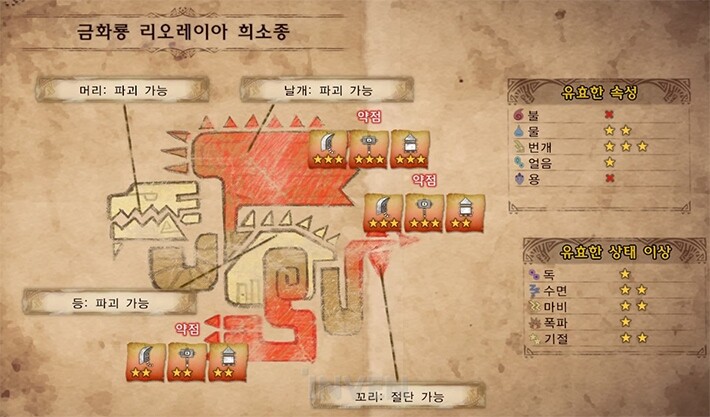 금화룡 리오레이아 희소종
머리: 파괴 가능
날개: 파괴 가능
약점
약점
등: 파괴 가능
약점
꼬리: 절단 가능
유효한 속성
불
물
번개
얼음
용
유효한 상태 이상
독
수면
마비
폭파
기절